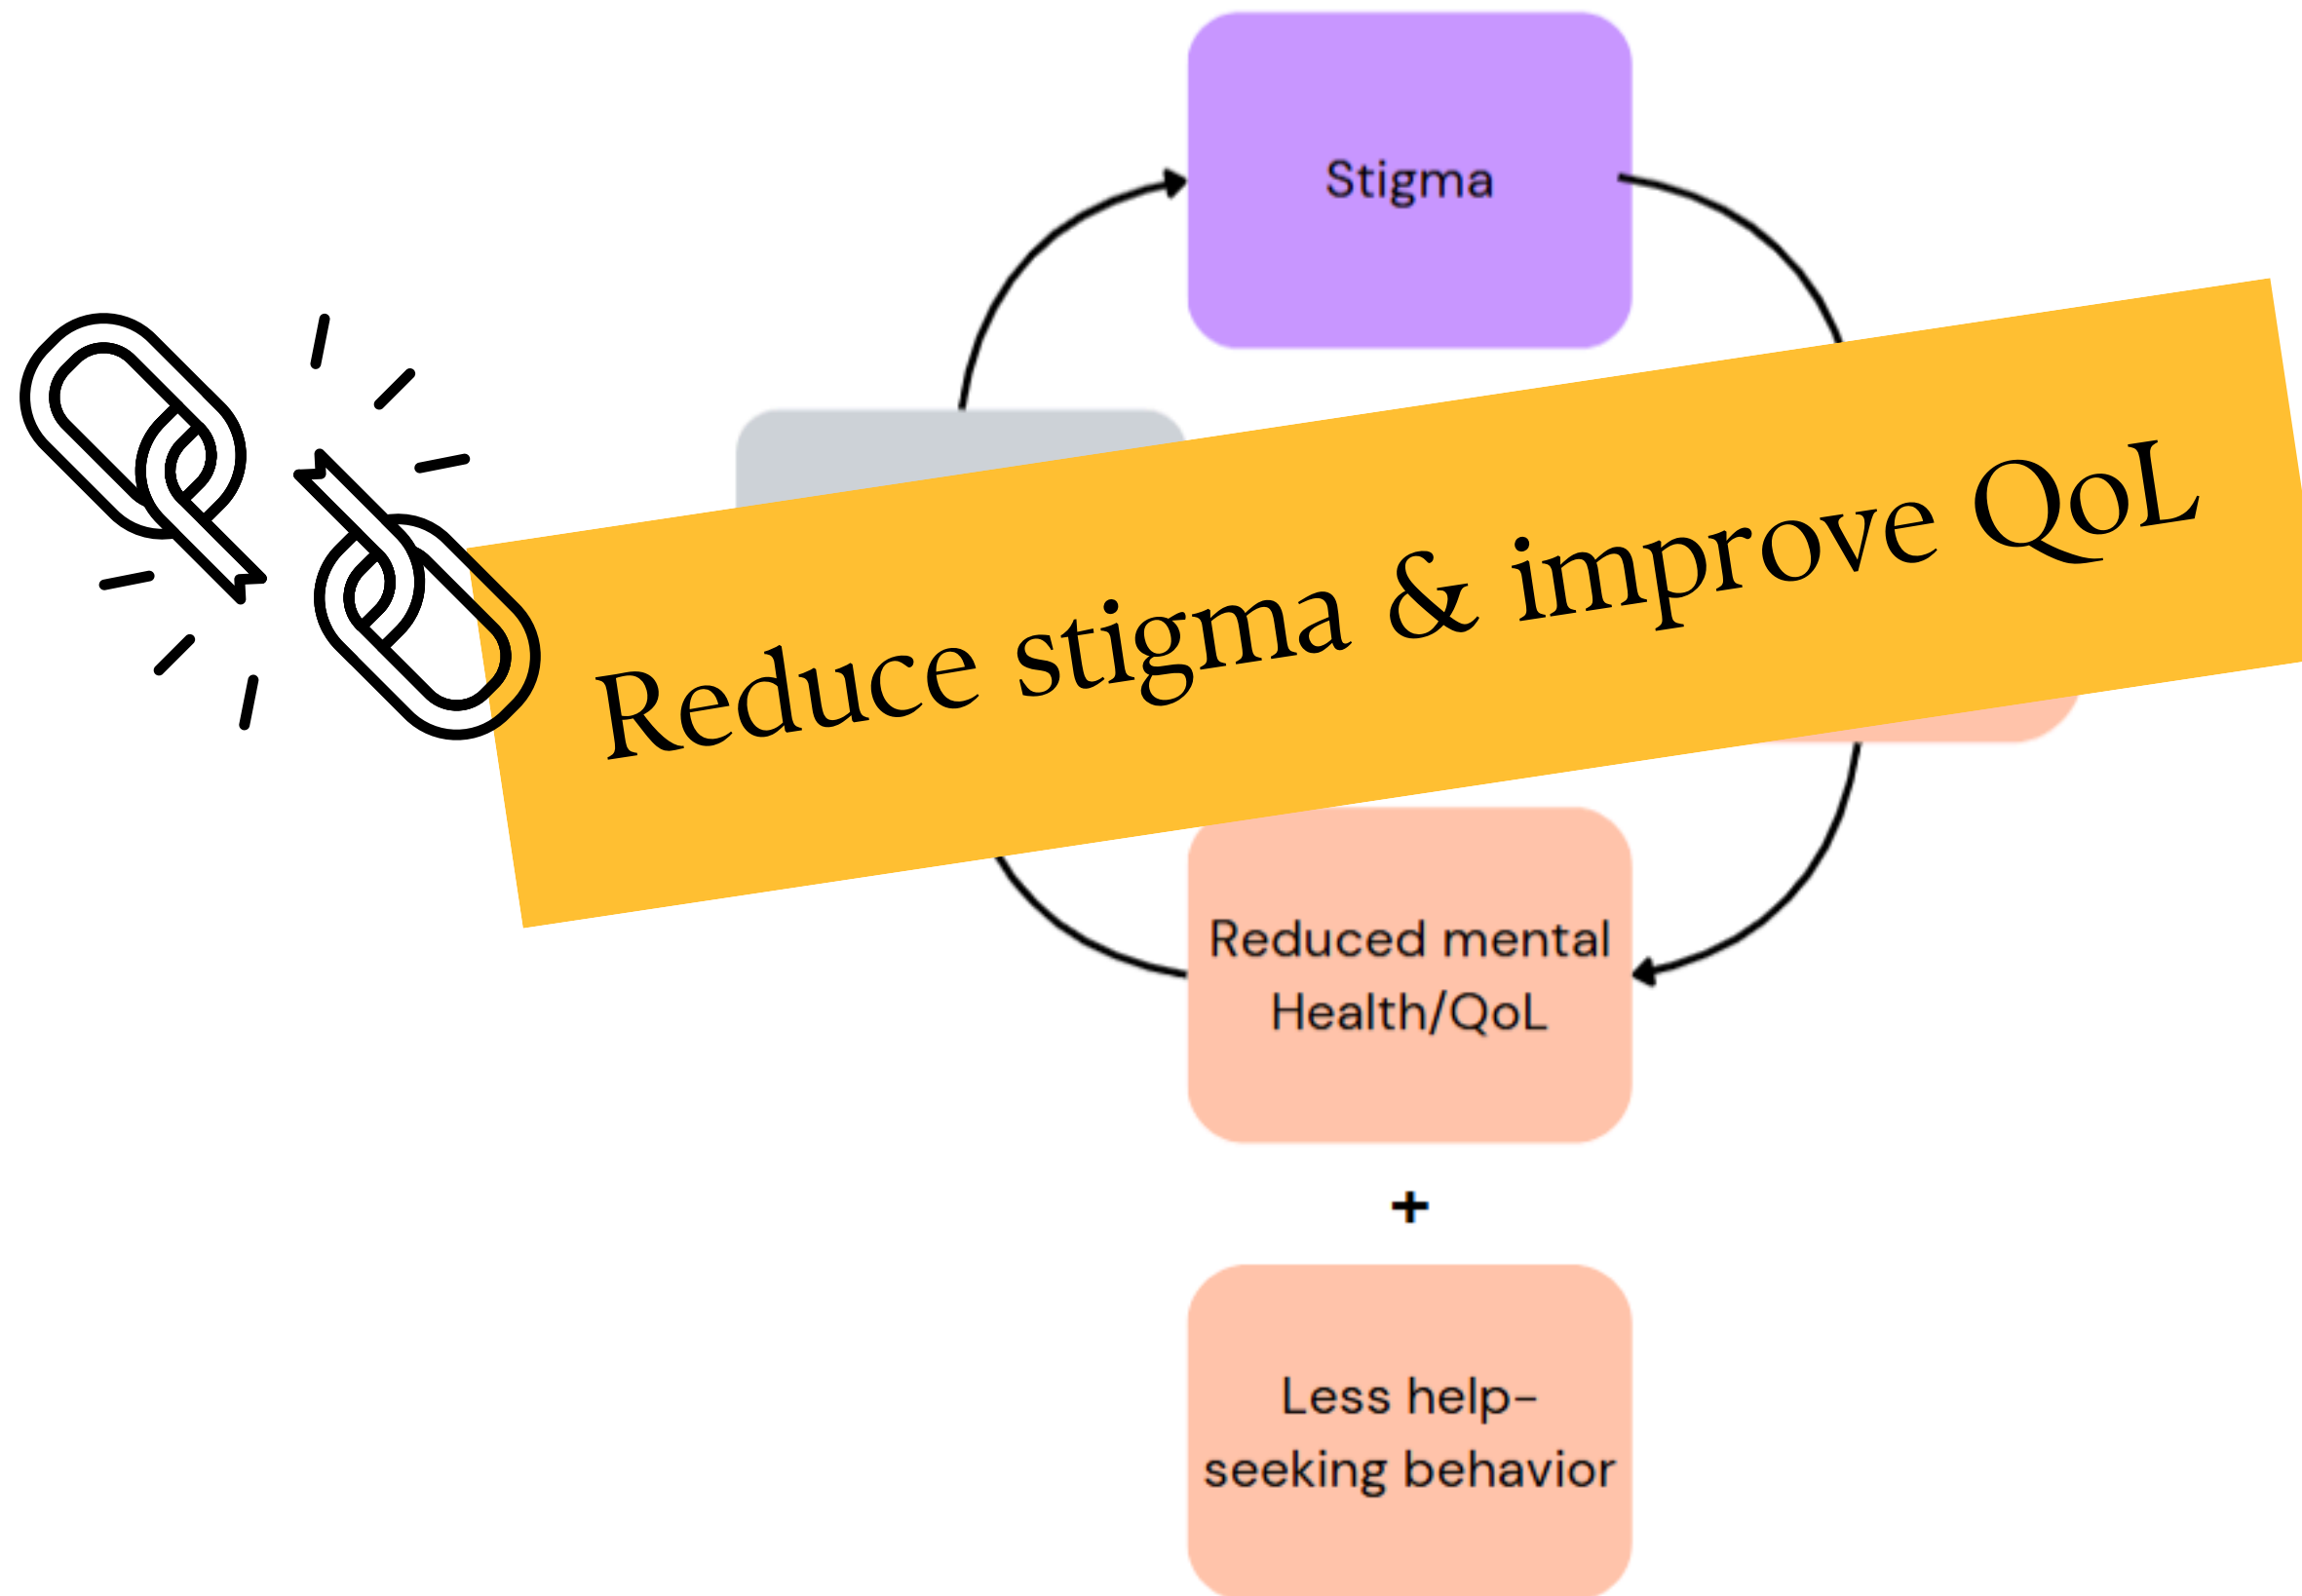 Stigma
Reduce stigma & improve QoL
Reduced mental
Health/QoL
+
Less help-
seeking behavior